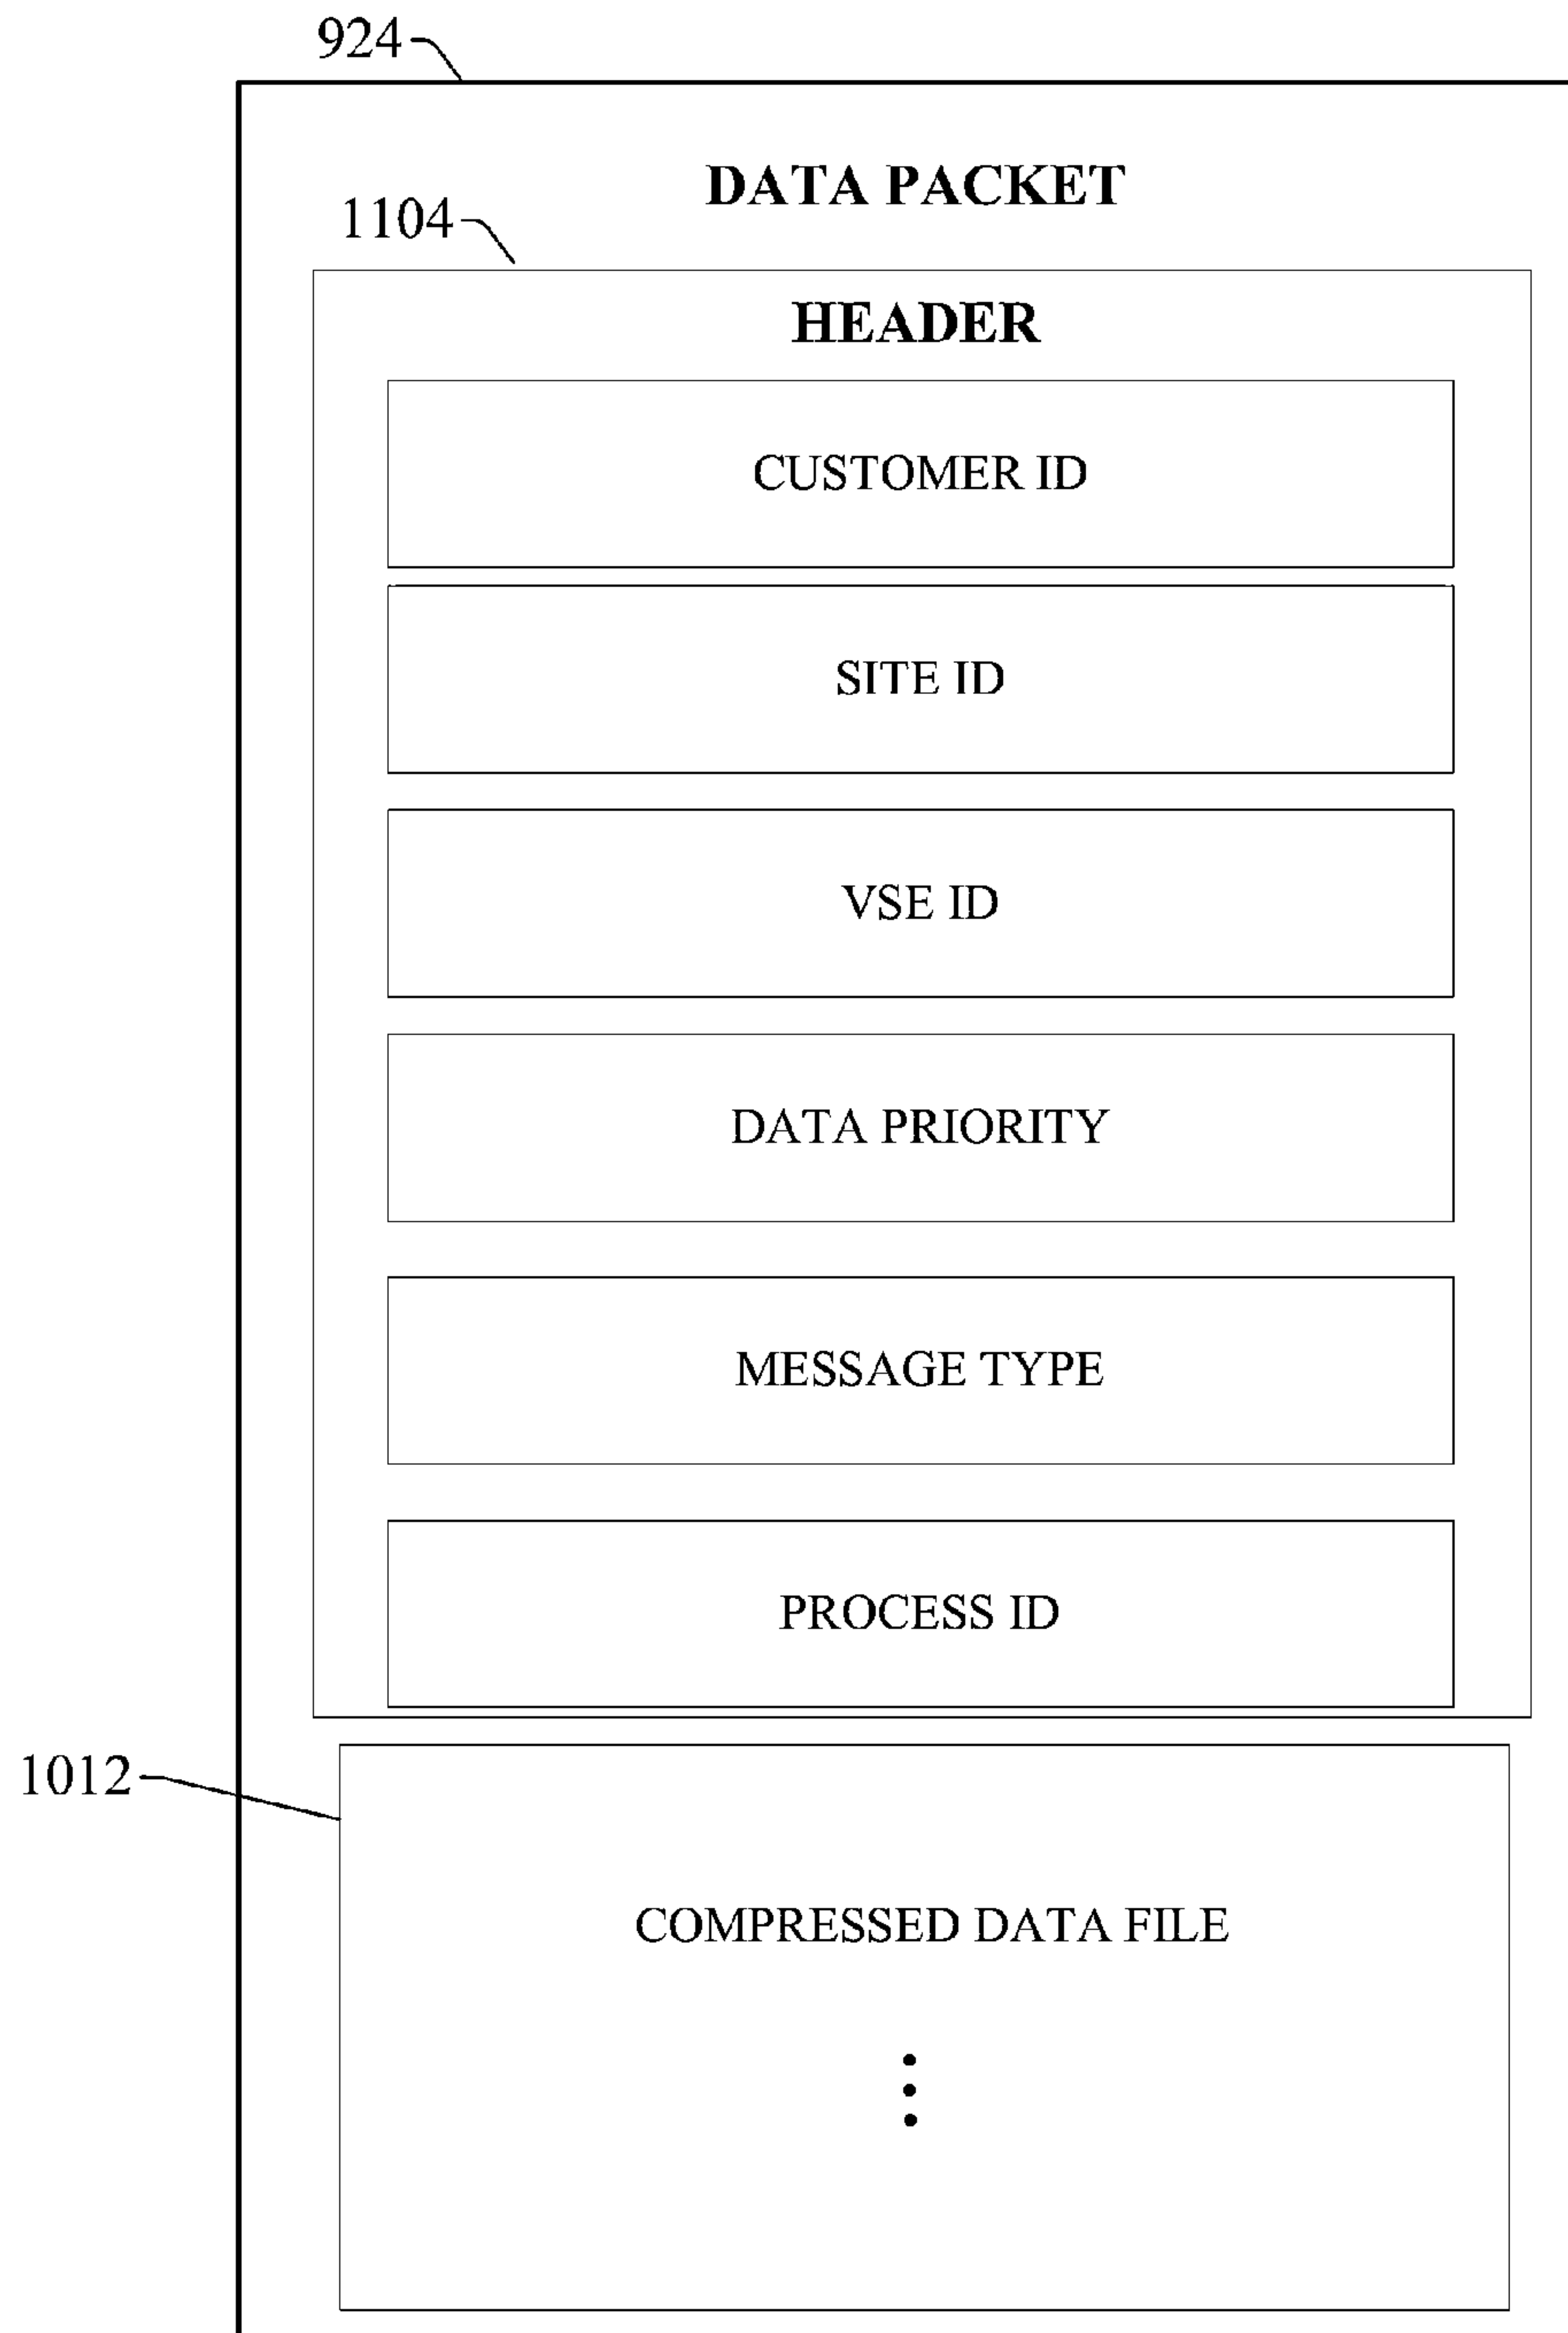 924
DATA PACKET
1104
HEADER
CUSTOMER ID
SITE ID
VSE ID
DATA PRIORITY
MESSAGE TYPE
PROCESS ID
1012
COMPRESSED DATA FILE